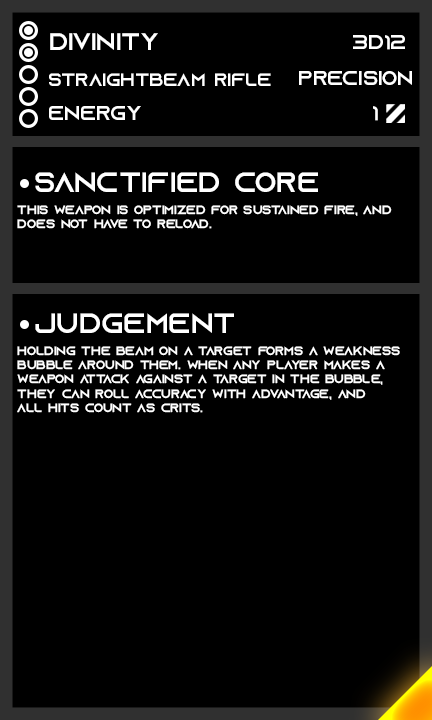 DIVINITY 3D12
STRAIGHTBEAM RIFLE PRECISION
ENERGY 1
•SANCTIFIED CORE
THIS WEAPON IS OPTIMIZED FOR SUSTAINED FIRE, AND
DOES NOT HAVE TO RELOAD.
•JUDGEMENT
HOLDING THE BEAM ON A TARGET FORMS A WEAKNESS
BUBBLE AROUND THEM. WHEN ANY PLAYER MAKES A
WEAPON ATTACK AGAINST A TARGET IN THE BUBBLE,
THEY CAN ROLL ACCURACY WITH ADVANTAGE, AND
ALL HITS COUNT AS CRITS.